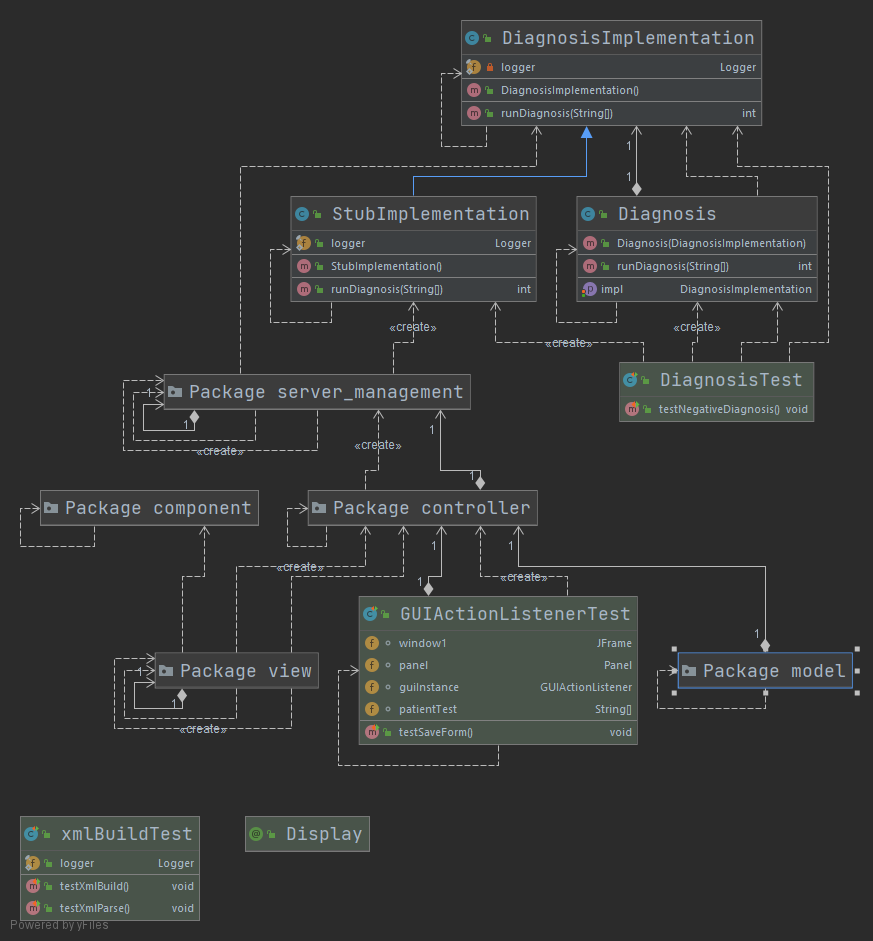 DiagnosisImplementation
logger Logger
DiagnosisImplementation()
runDiagnosis(String[]) int
1
1
StubImplementation
logger Logger
StubImplementation()
runDiagnosis(String[]) int
Diagnosis
Diagnosis(DiagnosisImplementation)
runDiagnosis(String[]) int
impl DiagnosisImplementation
«create»
«create»
«create»
DiagnosisTest
testNegativeDiagnosis() void
Package server_management
1
1
«create»
1
«create»
1
Package component
Package controller
1
1
«create»
«create»
1
GUIActionListenerTest
window1 JFrame
panel Panel
guiInstance GUIActionListener
patientTest String[]
testSaveForm() void
1
Package view
1
1
«create»
Package model
xmlBuildTest
logger Logger
testXmlBuild() void
testXmlParse() void
Display
Powered by yFiles